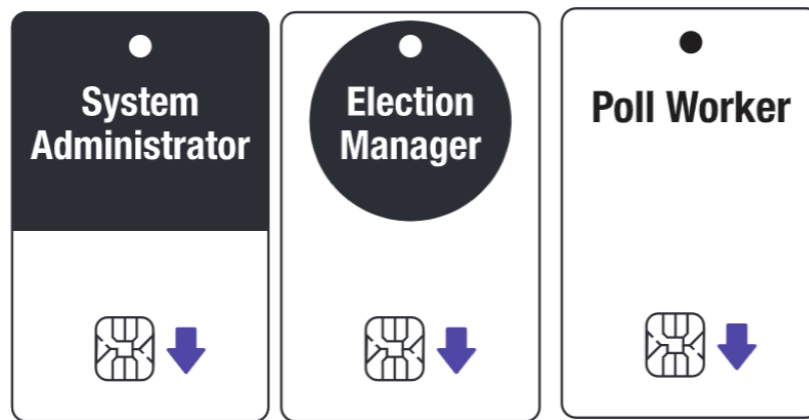 System
Administrator
Election
Manager
Poll Worker